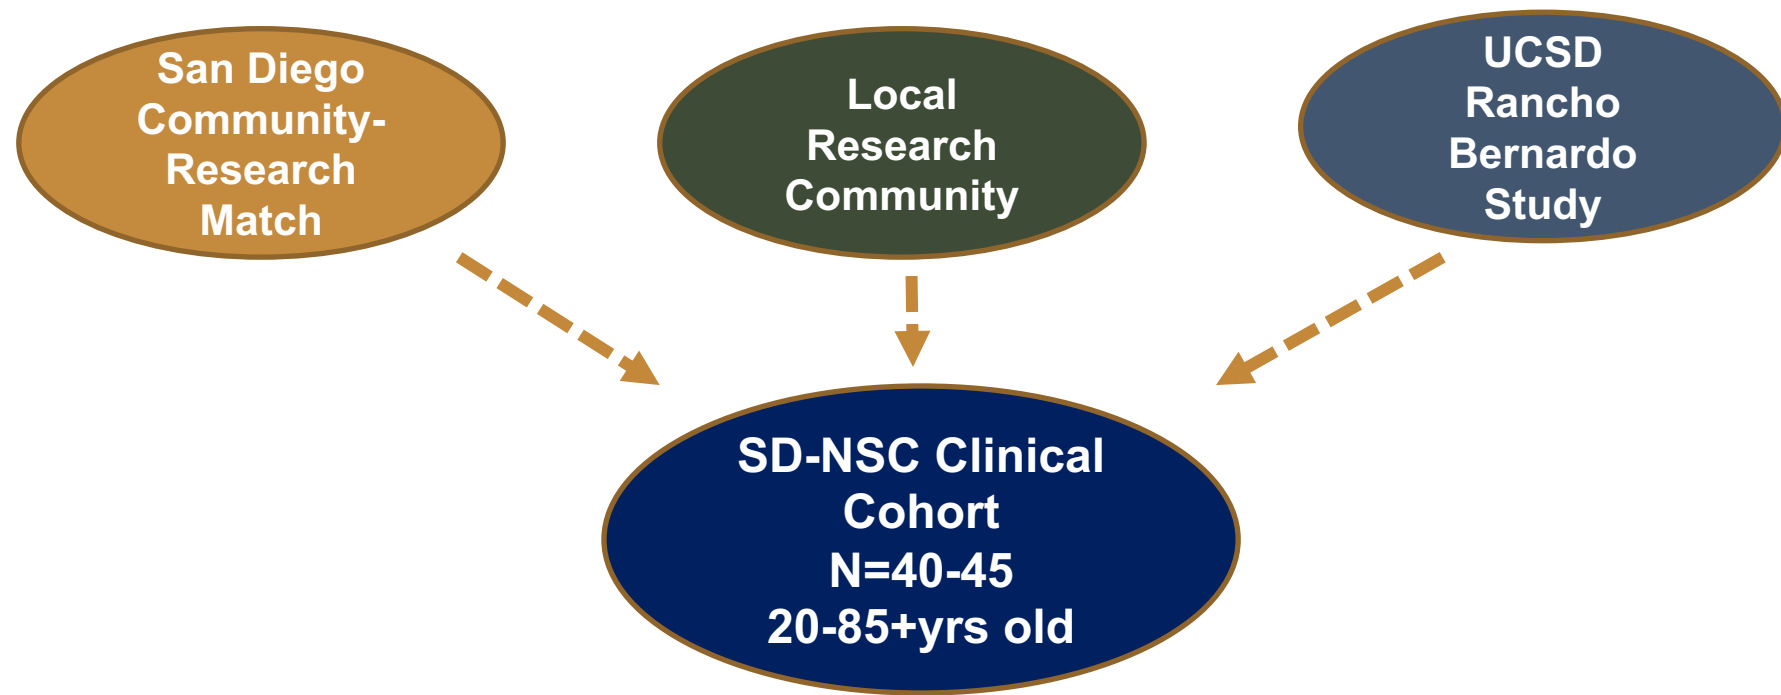 San Diego
Community-
Research
Match
Local
Research
Community
UCSD
Rancho
Bernardo
Study
SD-NSC Clinical
Cohort
N=40-45
20-85+yrs old